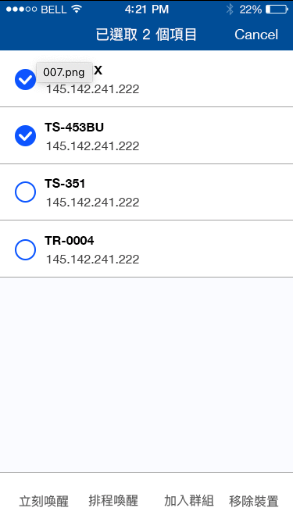 BELL 4:21 PM 22%
已選取 2 個項目 Cancel
007.png X
145.142.241.222
TS-453BU
145.142.241.222
TS-351
145.142.241.222
TR-0004
145.142.241.222
立刻喚醒 排程喚醒 加入群組 移除裝置